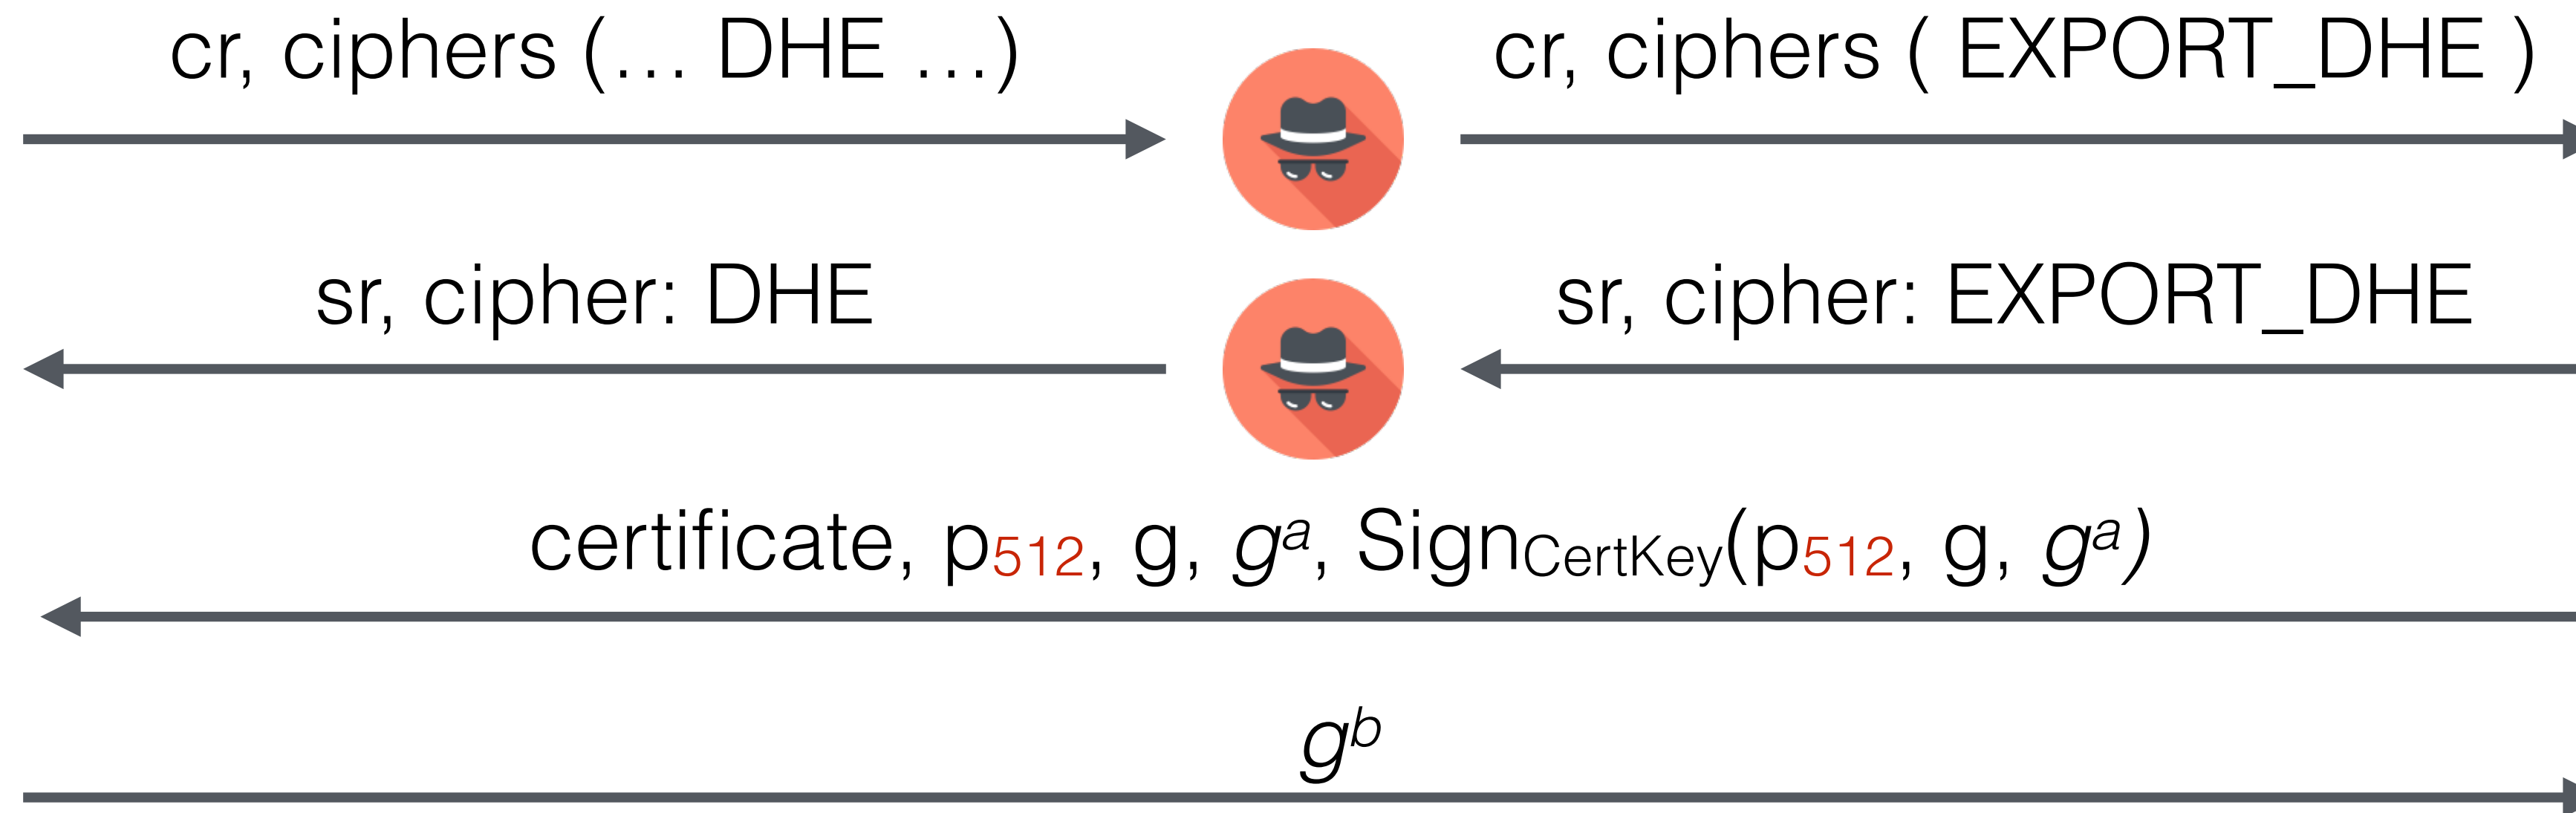 cr, ciphers (… DHE …)
cr, ciphers ( EXPORT_DHE )
sr, cipher: DHE
sr, cipher: EXPORT_DHE
certificate, p512, g, gᵃ, SignCertKey(p512, g, gᵃ)
gᵇ